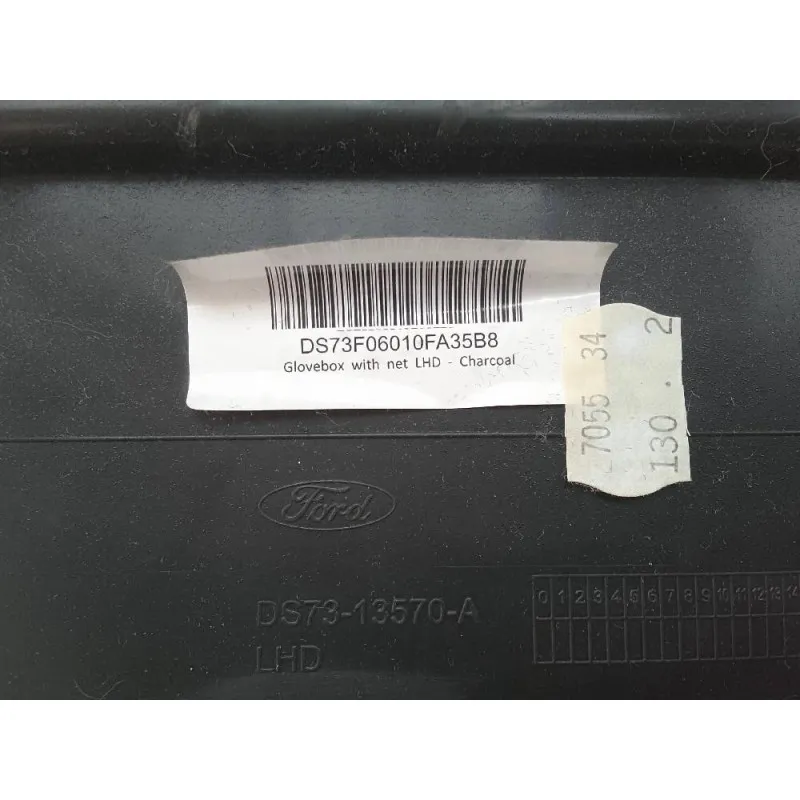 DS73F06010FA35B8
Glovebox with net LHD - Charcoal
7055 34
130 . 2
Ford
DS73-13570-A
LHD
0 1 2 3 4 5 6 7 8 9 10 11 12 13 14